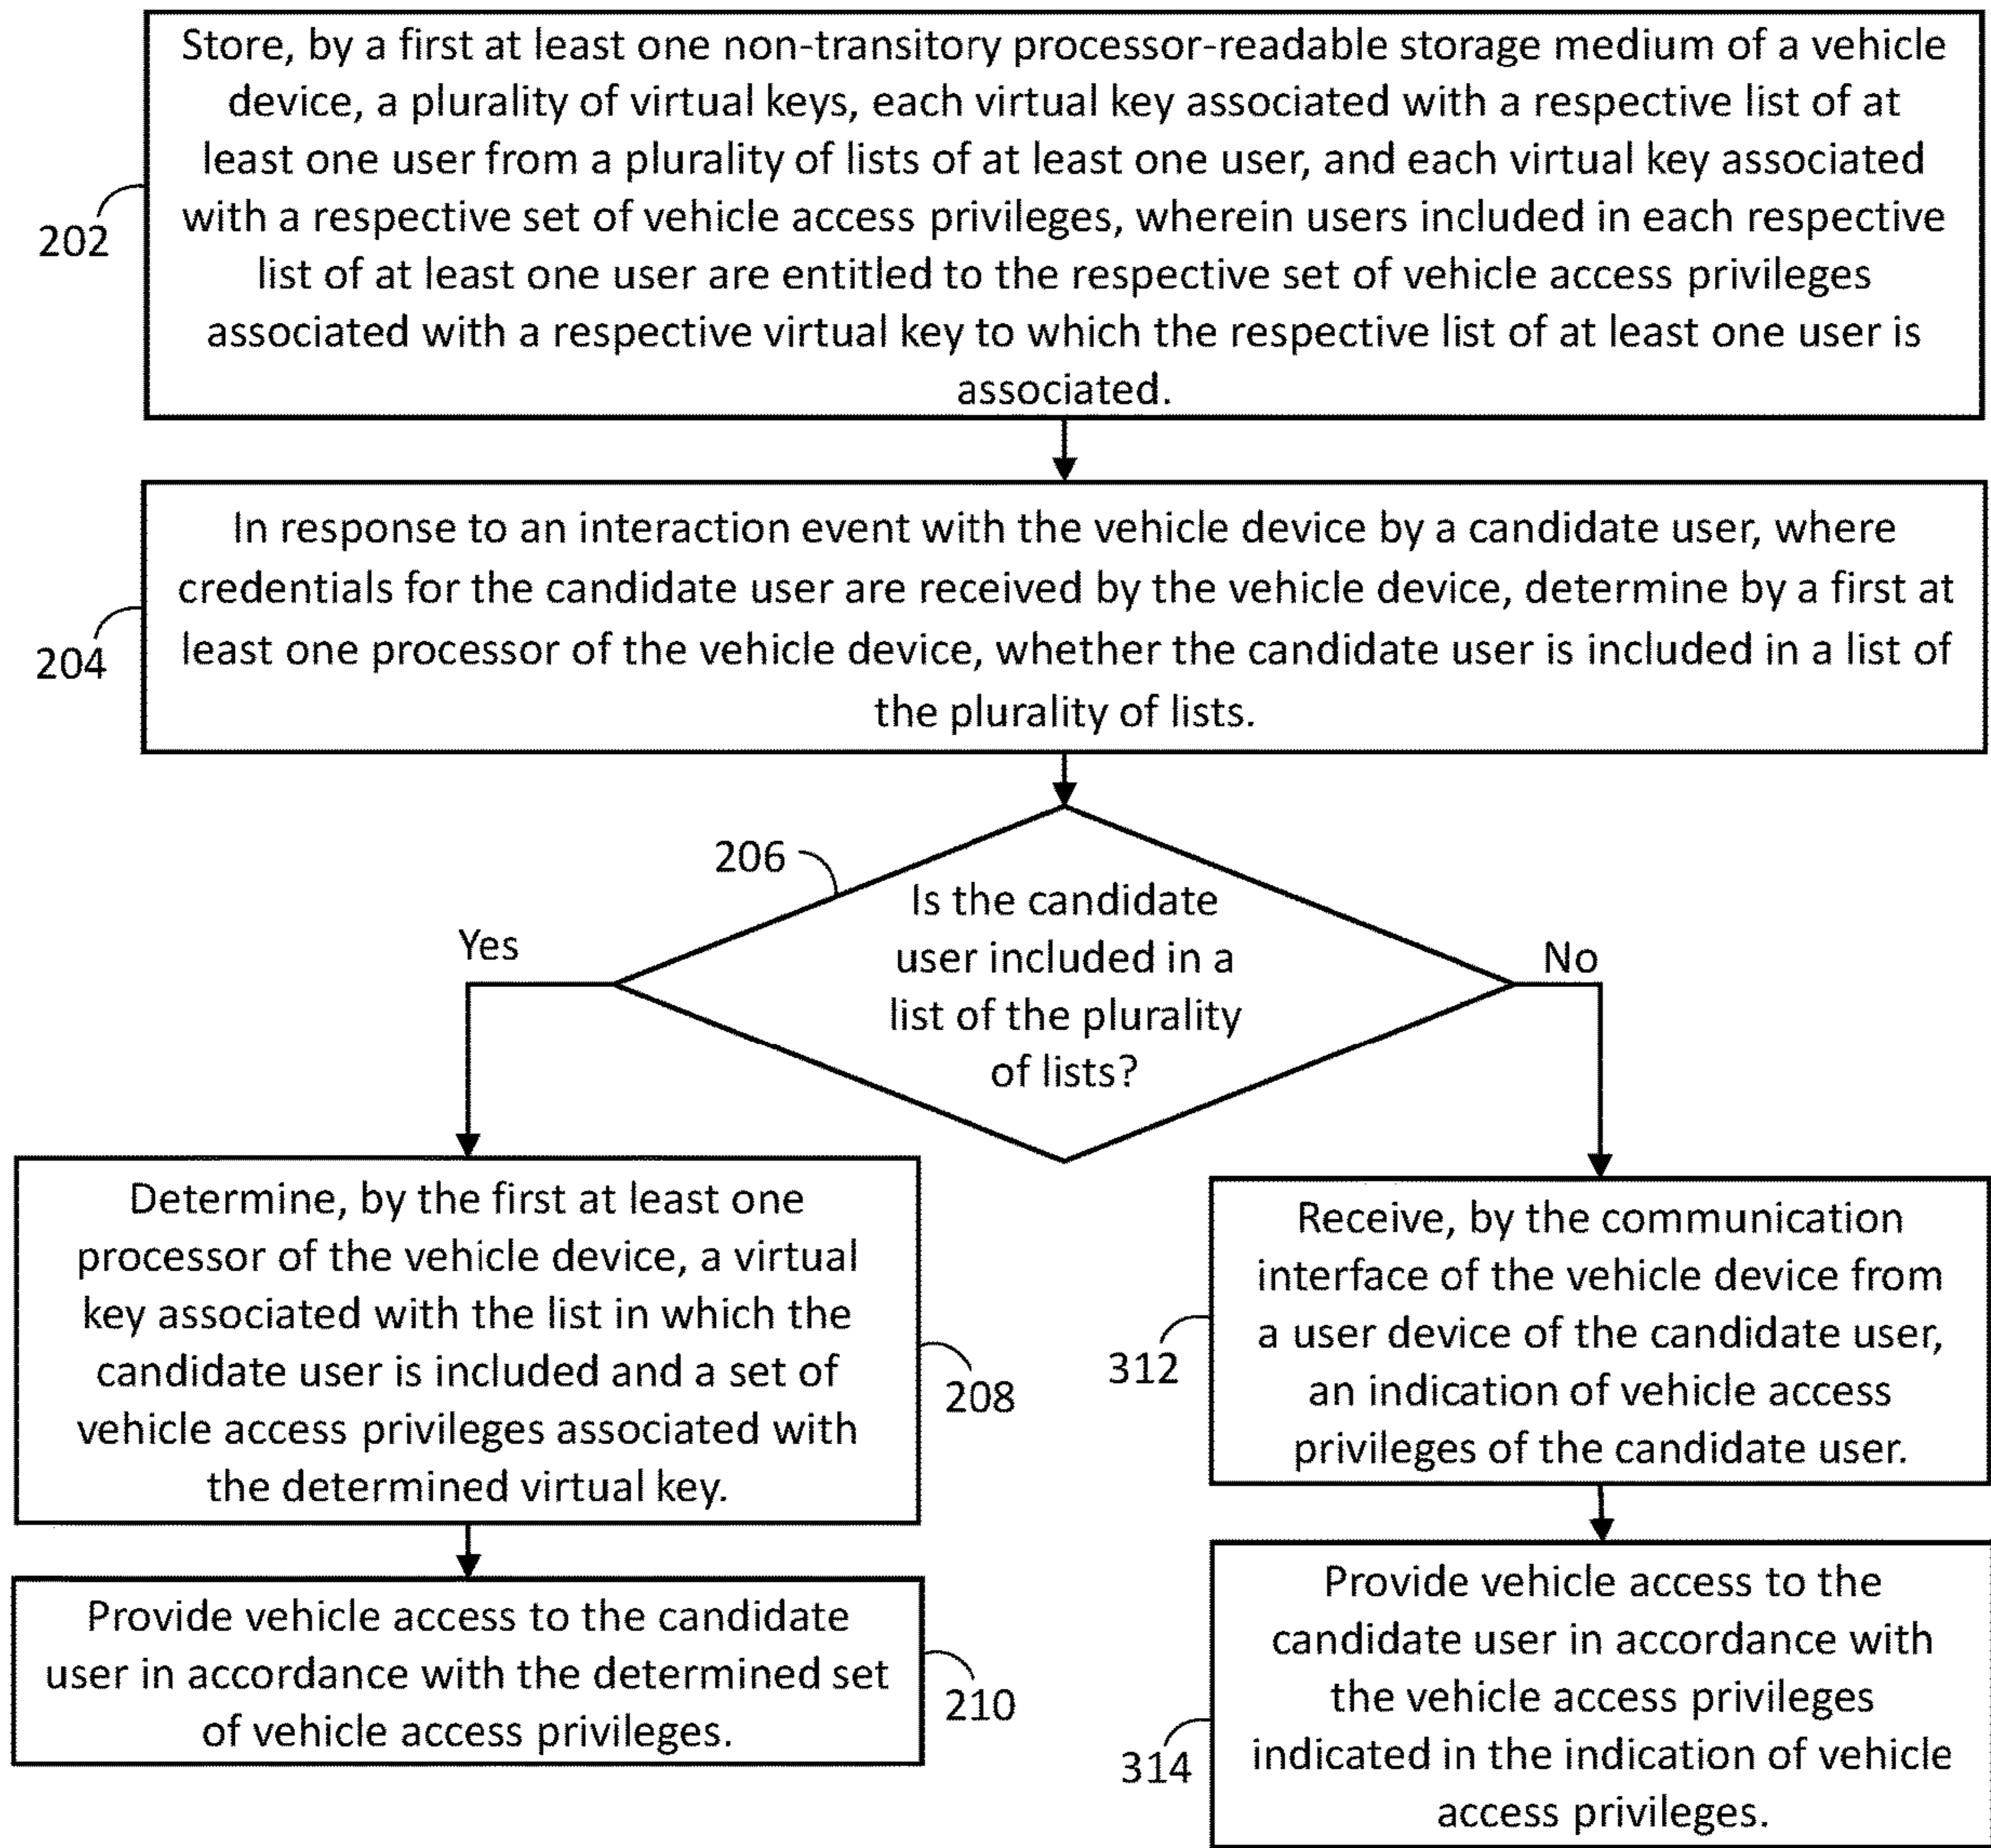 Store, by a first at least one non-transitory processor-readable storage medium of a vehicle
device, a plurality of virtual keys, each virtual key associated with a respective list of at
least one user from a plurality of lists of at least one user, and each virtual key associated
with a respective set of vehicle access privileges, wherein users included in each respective
list of at least one user are entitled to the respective set of vehicle access privileges
associated with a respective virtual key to which the respective list of at least one user is
associated.
202
In response to an interaction event with the vehicle device by a candidate user, where
credentials for the candidate user are received by the vehicle device, determine by a first at
least one processor of the vehicle device, whether the candidate user is included in a list of
the plurality of lists.
204
206
Is the candidate
user included in a
list of the plurality
of lists?
Yes
No
Determine, by the first at least one
processor of the vehicle device, a virtual
key associated with the list in which the
candidate user is included and a set of
vehicle access privileges associated with
the determined virtual key.
208
Provide vehicle access to the candidate
user in accordance with the determined set
of vehicle access privileges.
210
Receive, by the communication
interface of the vehicle device from
a user device of the candidate user,
an indication of vehicle access
privileges of the candidate user.
312
Provide vehicle access to the
candidate user in accordance with
the vehicle access privileges
indicated in the indication of vehicle
access privileges.
314